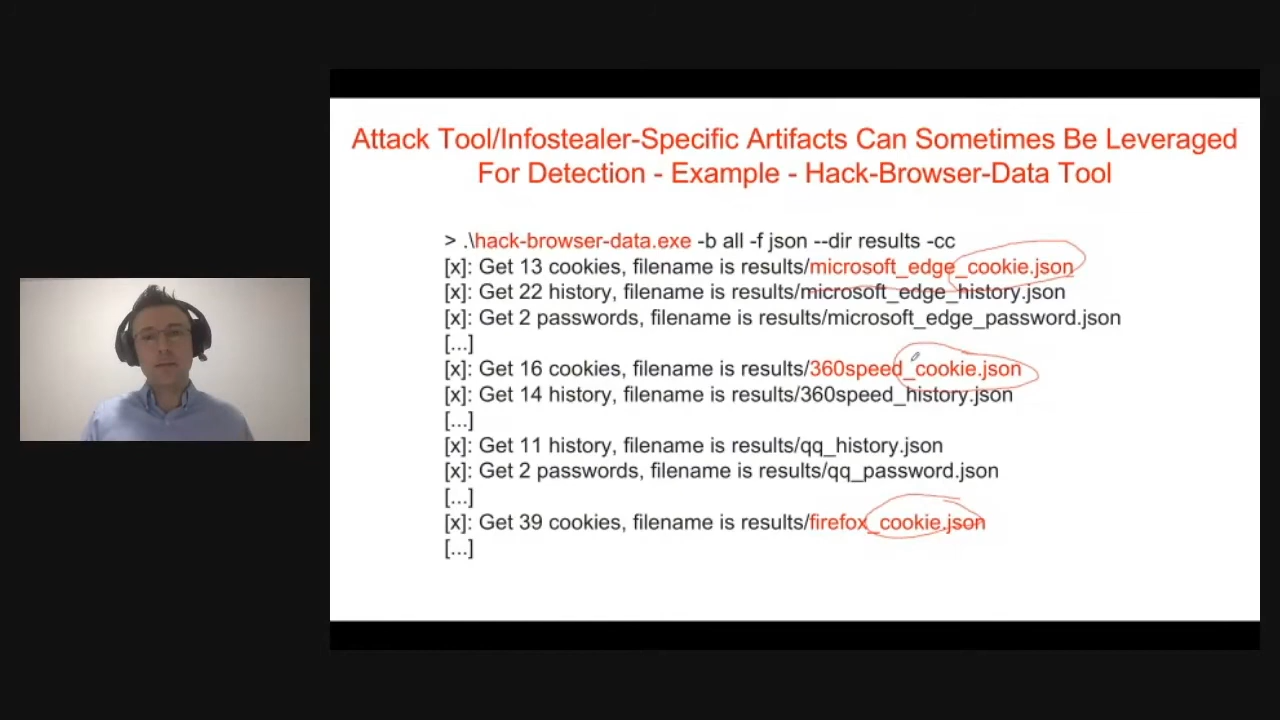 Attack Tool/Infostealer-Specific Artifacts Can Sometimes Be Leveraged
For Detection - Example - Hack-Browser-Data Tool
> .\hack-browser-data.exe -b all -f json --dir results -cc
[x]: Get 13 cookies, filename is results/microsoft_edge_cookie.json
[x]: Get 22 history, filename is results/microsoft_edge_history.json
[x]: Get 2 passwords, filename is results/microsoft_edge_password.json
[...]
[x]: Get 16 cookies, filename is results/360speed_cookie.json
[x]: Get 14 history, filename is results/360speed_history.json
[...]
[x]: Get 11 history, filename is results/qq_history.json
[x]: Get 2 passwords, filename is results/qq_password.json
[...]
[x]: Get 39 cookies, filename is results/firefox_cookie.json
[...]